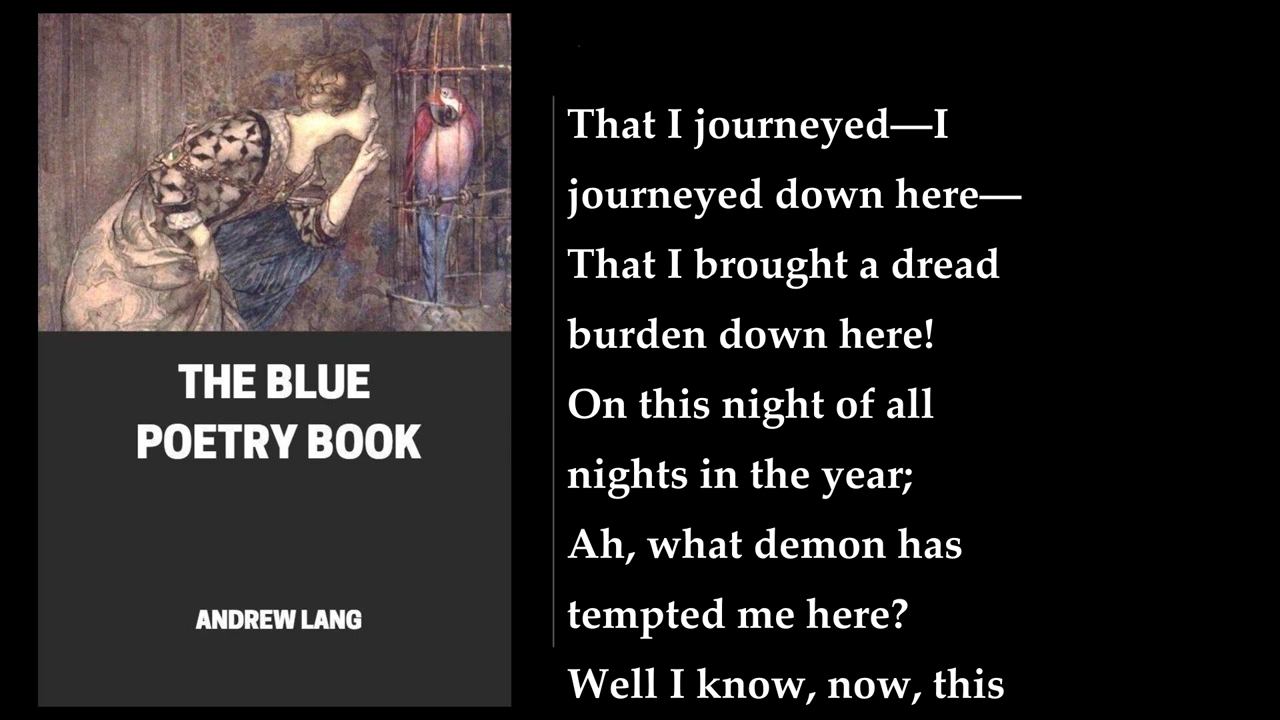 THE BLUE
POETRY BOOK
ANDREW LANG
That I journeyed—I
journeyed down here—
That I brought a dread
burden down here!
On this night of all
nights in the year;
Ah, what demon has
tempted me here?
Well I know, now, this